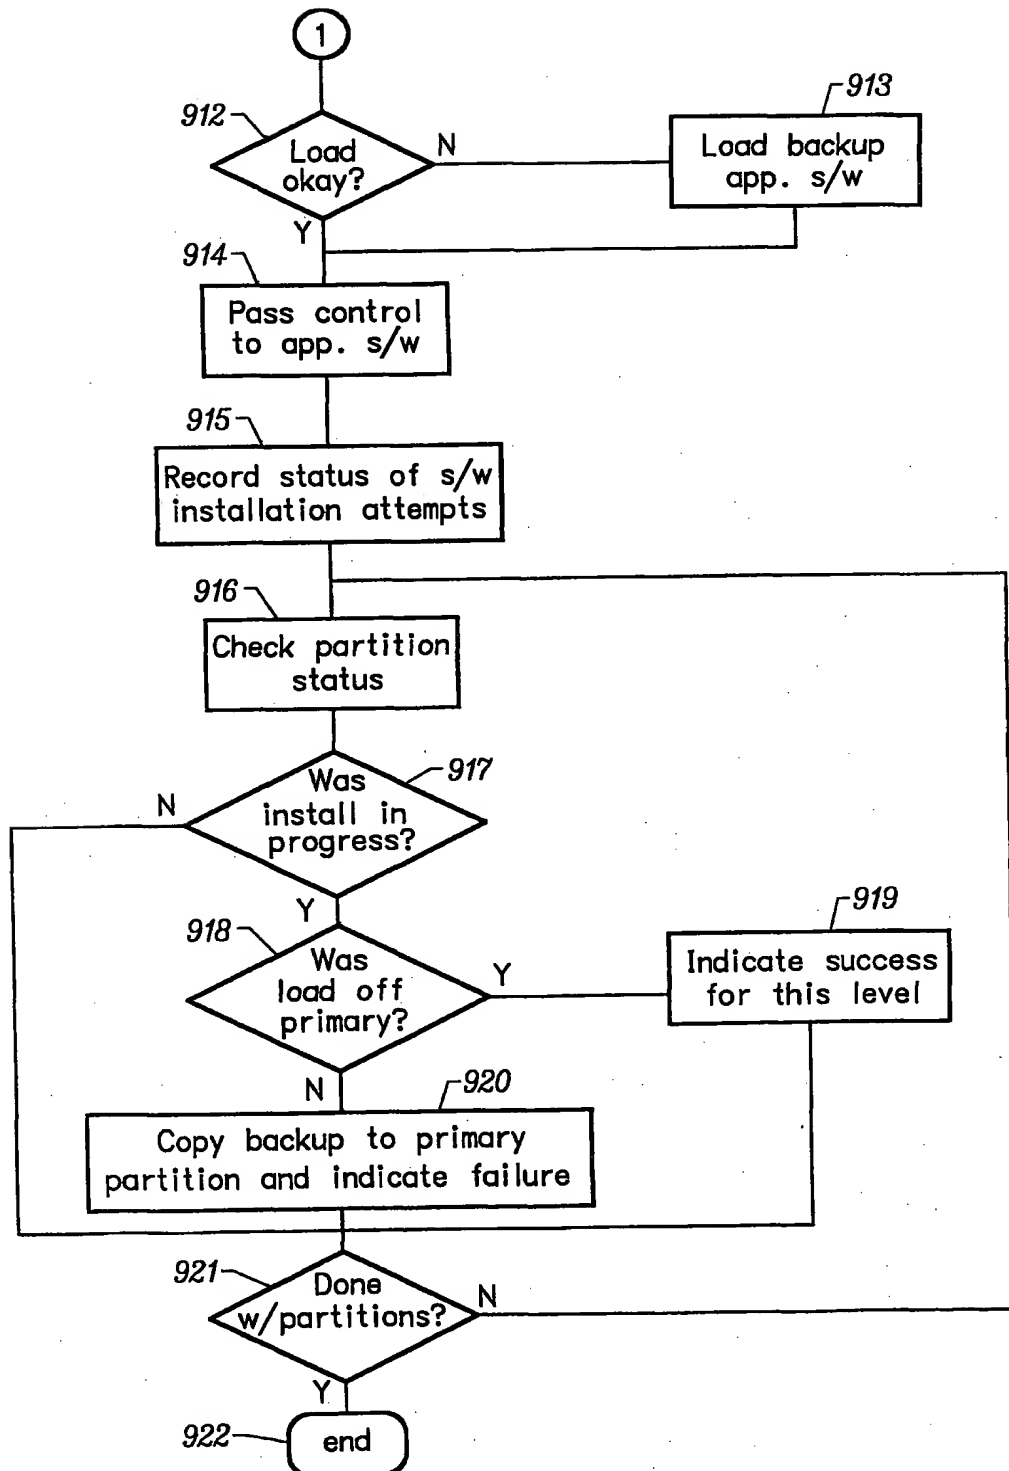 1
912
Load
okay?
N
913
Load backup
app. s/w
Y
914
Pass control
to app. s/w
915
Record status of s/w
installation attempts
916
Check partition
status
917
Was
install in
progress?
N
Y
918
Was
load off
primary?
Y
919
Indicate success
for this level
N
920
Copy backup to primary
partition and indicate failure
921
Done
w/partitions?
N
Y
922
end